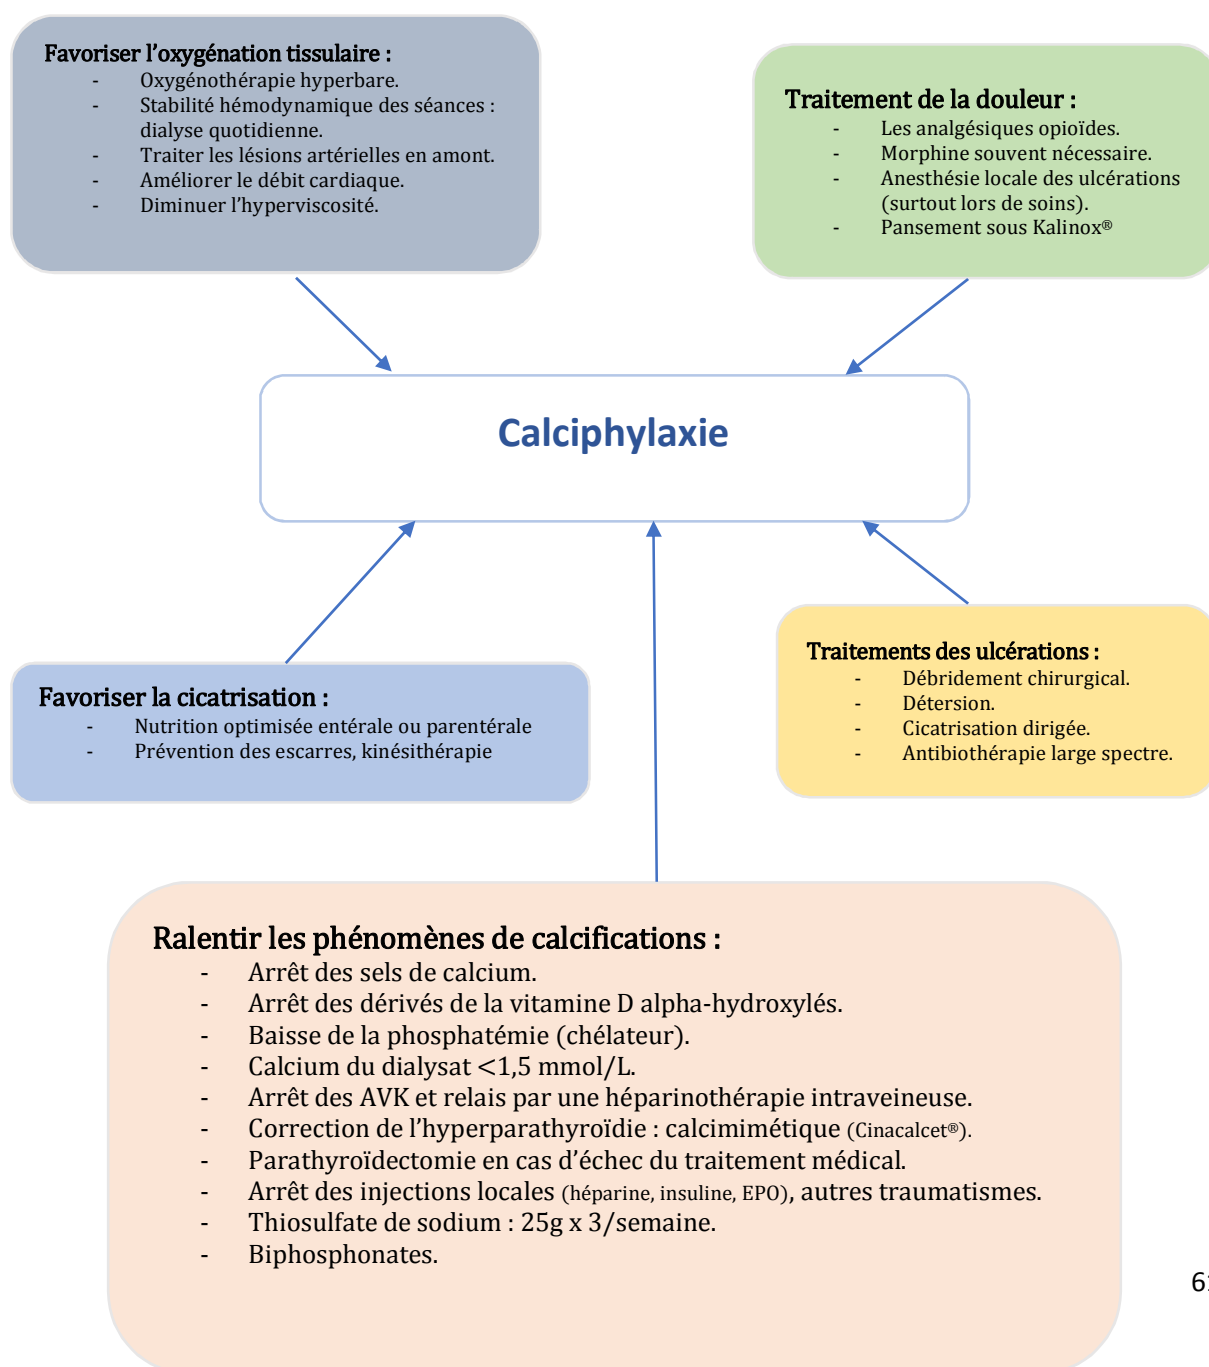 Favoriser l’oxygénation tissulaire :
- Oxygénothérapie hyperbare.
- Stabilité hémodynamique des séances :
dialyse quotidienne.
- Traiter les lésions artérielles en amont.
- Améliorer le débit cardiaque.
- Diminuer l’hyperviscosité.
Traitement de la douleur :
- Les analgésiques opioïdes.
- Morphine souvent nécessaire.
- Anesthésie locale des ulcérations
(surtout lors de soins).
- Pansement sous Kalinox®
Calciphylaxie
Favoriser la cicatrisation :
- Nutrition optimisée entérale ou parentérale
- Prévention des escarres, kinésithérapie
Traitements des ulcérations :
- Débridement chirurgical.
- Détersion.
- Cicatrisation dirigée.
- Antibiothérapie large spectre.
Ralentir les phénomènes de calcifications :
- Arrêt des sels de calcium.
- Arrêt des dérivés de la vitamine D alpha-hydroxylés.
- Baisse de la phosphatémie (chélateur).
- Calcium du dialysat <1,5 mmol/L.
- Arrêt des AVK et relais par une héparinothérapie intraveineuse.
- Correction de l’hyperparathyroïdie : calcimimétique (Cinacalcet®).
- Parathyroïdectomie en cas d’échec du traitement médical.
- Arrêt des injections locales (héparine, insuline, EPO), autres traumatismes.
- Thiosulfate de sodium : 25g x 3/semaine.
- Biphosphonates.